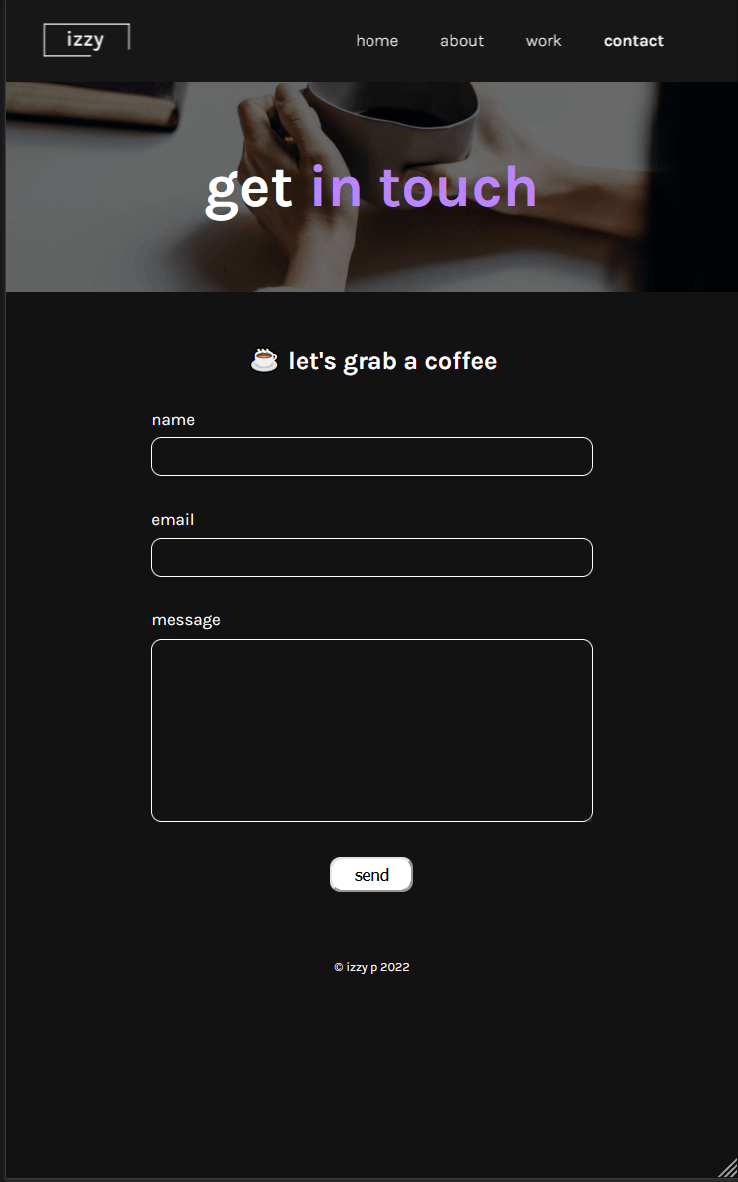 izzy
home about work contact
get in touch
☕ let's grab a coffee
name
email
message
send
© izzy p 2022